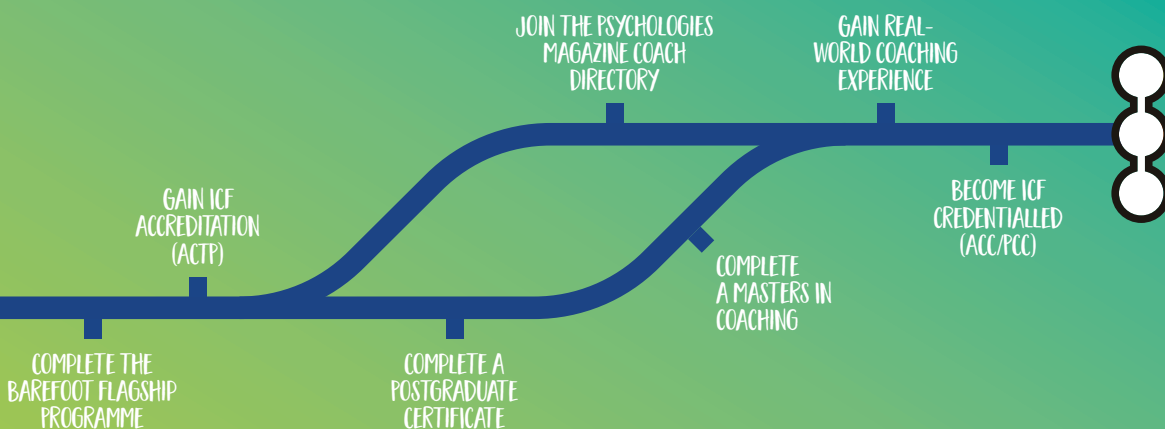 JOIN THE PSYCHOLOGIES
MAGAZINE COACH
DIRECTORY
GAIN REAL-
WORLD COACHING
EXPERIENCE
GAIN ICF
ACCREDITATION
(ACTP)
BECOME ICF
CREDENTIALLED
(ACC/PCC)
COMPLETE
A MASTERS IN
COACHING
COMPLETE THE
BAREFOOT FLAGSHIP
PROGRAMME
COMPLETE A
POSTGRADUATE
CERTIFICATE